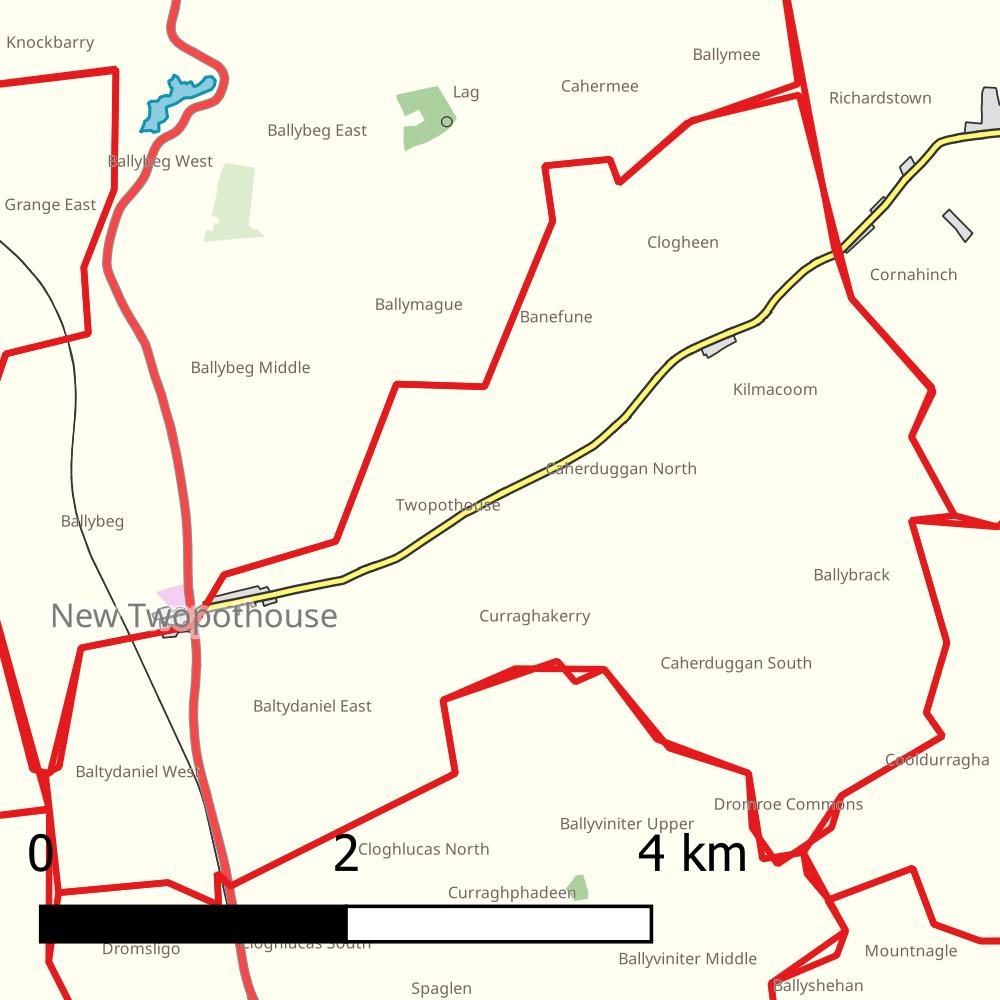 Knockbarry
Ballymee
Cahermee
Lag
Richardstown
Ballybeg East
Ballybeg West
Grange East
Clogheen
Cornahinch
Ballymague
Banefune
Ballybeg Middle
Kilmacoom
Caherduggan North
Twopothouse
Ballybeg
Ballybrack
New Twopothouse
Curraghakerry
Caherduggan South
Baltydaniel East
Cooldurragha
Baltydaniel West
Dromroe Commons
Ballyviniter Upper
0 2 4 km
Cloghlucas North
Curraghphadeen
Cloghlucas South
Dromsligo
Mountnagle
Ballyviniter Middle
Ballyshehan
Spaglen